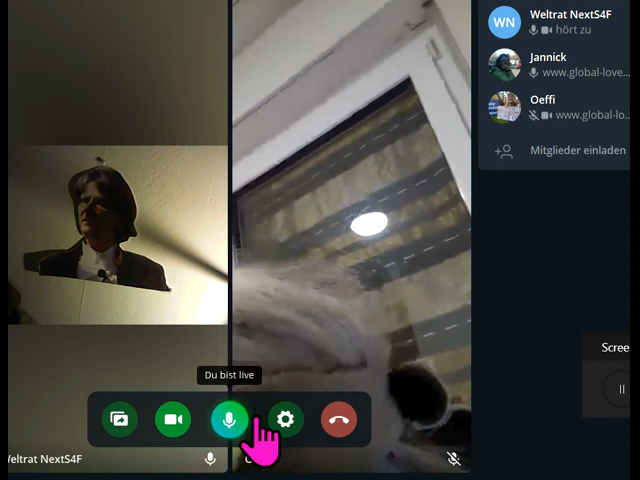 WN
Weltrat NextS4F
hört zu
Jannick
www.global-love...
Oeffi
www.global-lo...
Mitglieder einladen
Scree
Du bist live
Weltrat NextS4F